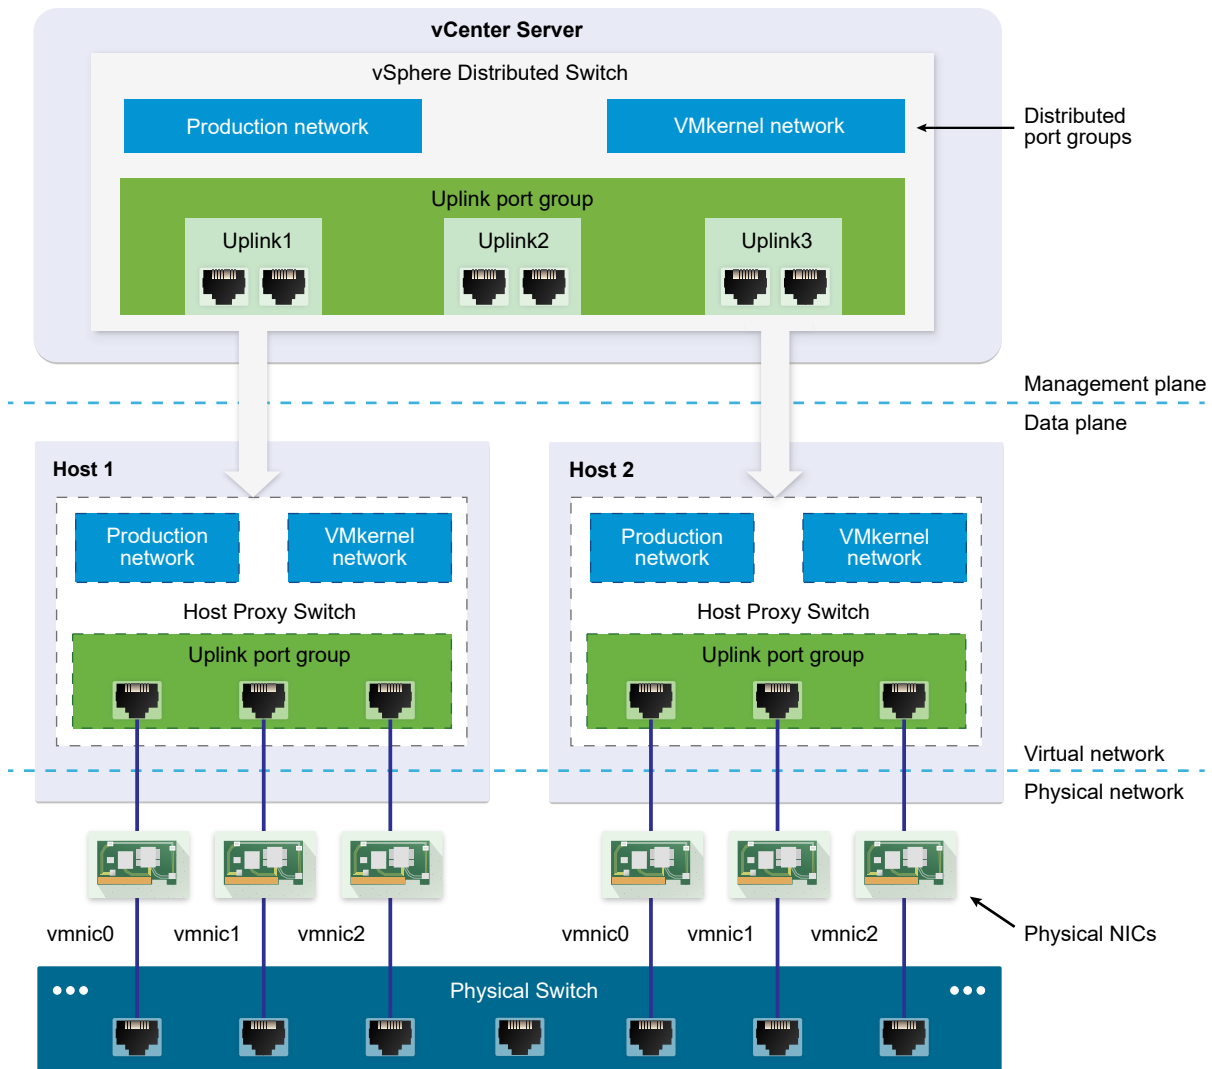 vCenter Server
vSphere Distributed Switch
Production network
VMkernel network
Distributed
port groups
Uplink port group
Uplink1
Uplink2
Uplink3
Management plane
Data plane
Host 1
Production
network
VMkernel
network
Host Proxy Switch
Uplink port group
Host 2
Production
network
VMkernel
network
Host Proxy Switch
Uplink port group
Virtual network
Physical network
vmnic0
vmnic1
vmnic2
vmnic0
vmnic1
vmnic2
Physical NICs
Physical Switch